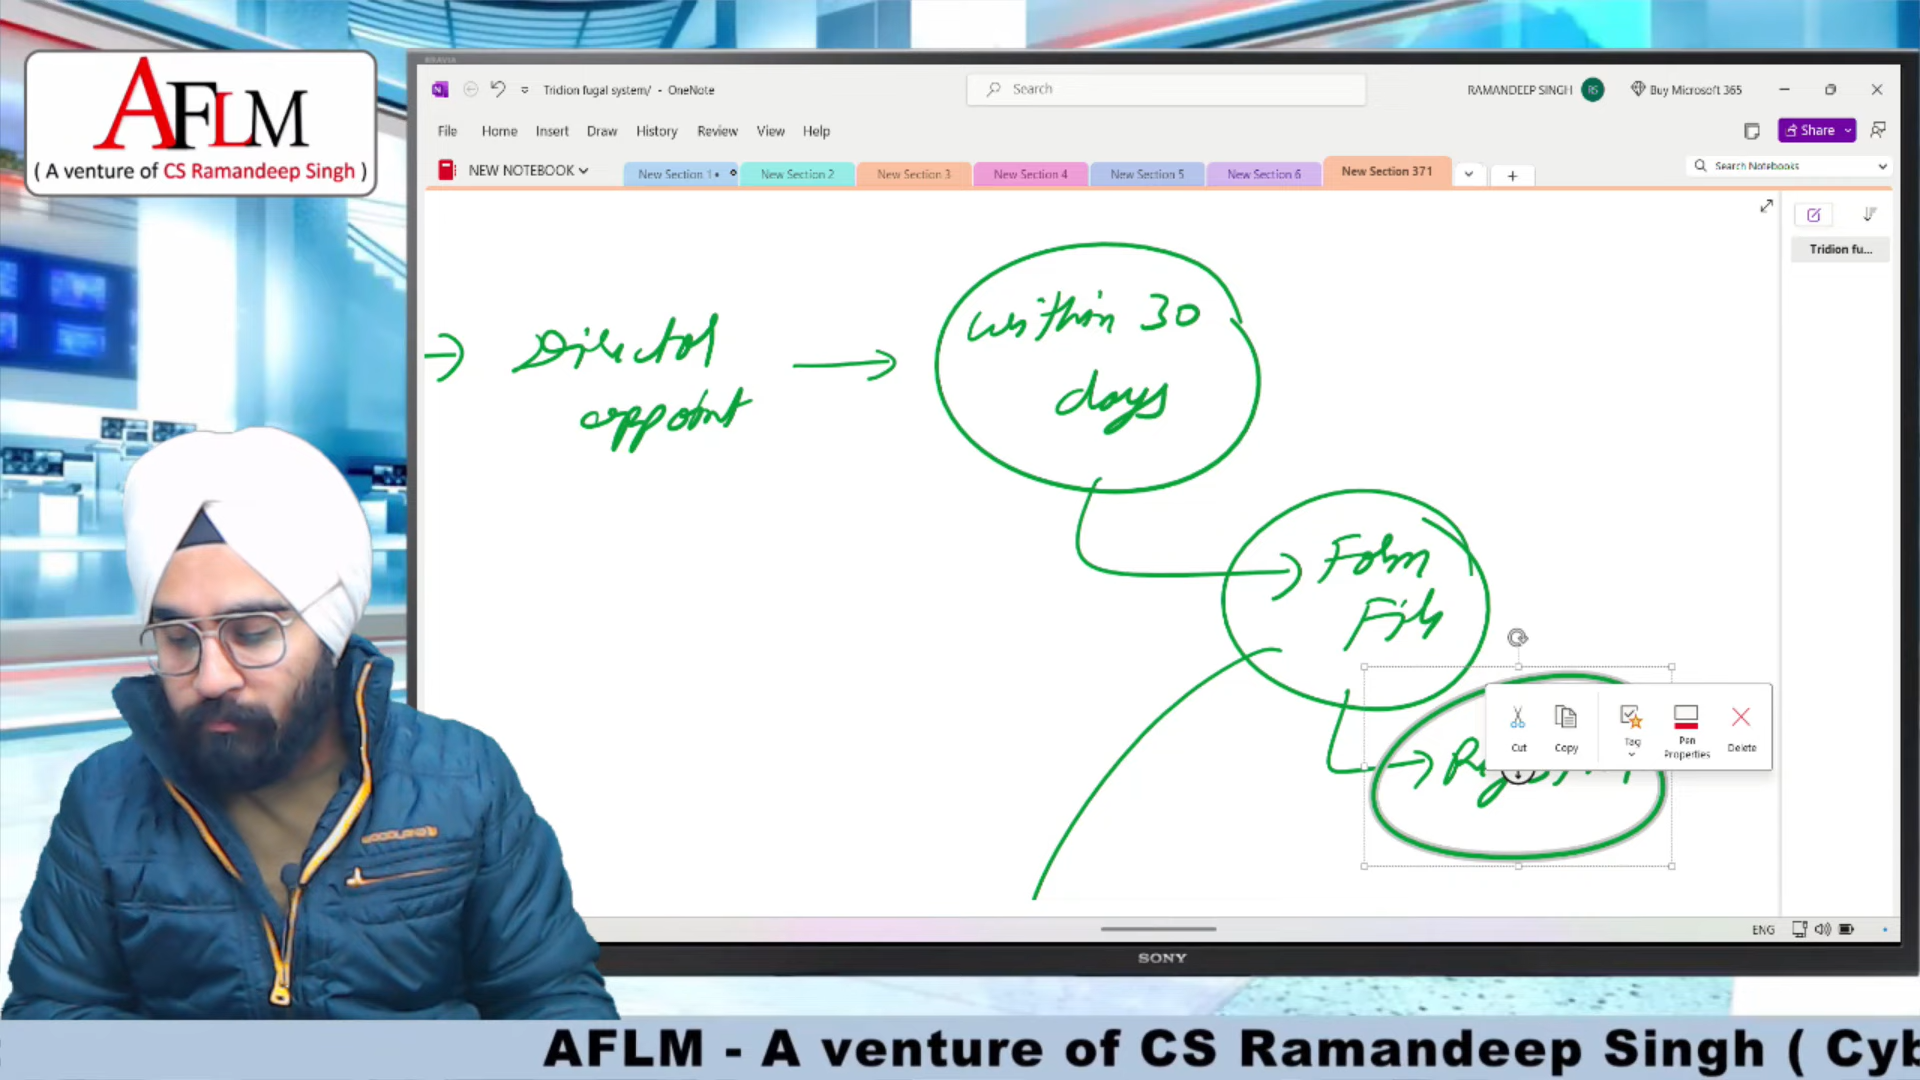 AFLM
( A venture of CS Ramandeep Singh )
BRAVIA
Tridion fugal system/ - OneNote
Search
RAMANDEEP SINGH
RS
Buy Microsoft 365
File
Home
Insert
Draw
History
Review
View
Help
Share
NEW NOTEBOOK
New Section 1
New Section 2
New Section 3
New Section 4
New Section 5
New Section 6
New Section 371
Search Notebooks
Tridion fu...
Director
appoint
within 30
days
Form
File
Cut
Copy
Tag
Pen
Properties
Delete
ENG
SONY
AFLM - A venture of CS Ramandeep Singh ( Cyb